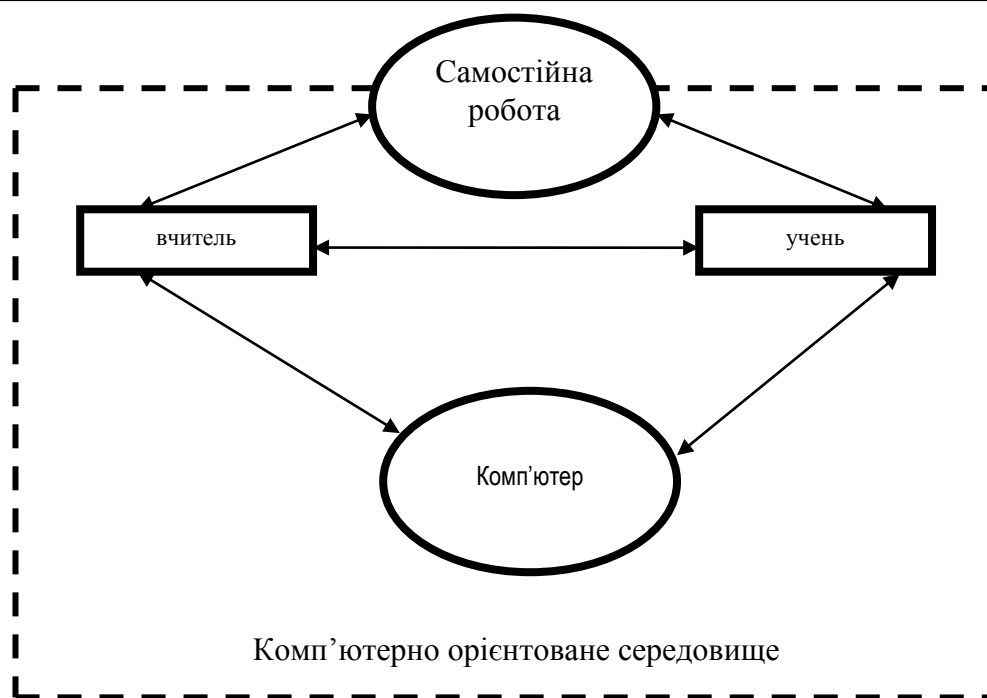 Самостійна
робота
вчитель
учень
Комп’ютер
Комп’ютерно орієнтоване середовище